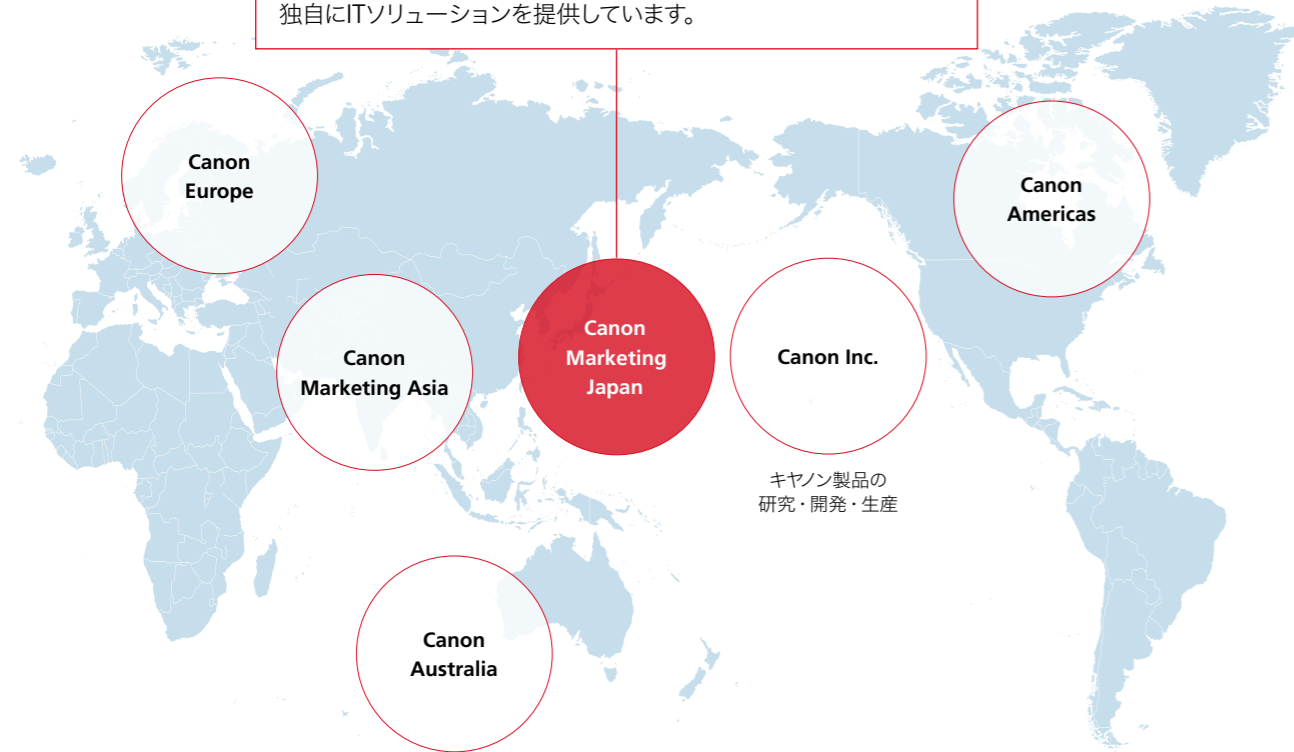 独自にITソリューションを提供しています。
Canon
Europe
Canon
Americas
Canon
Marketing Asia
Canon
Marketing
Japan
Canon Inc.
キヤノン製品の
研究・開発・生産
Canon
Australia